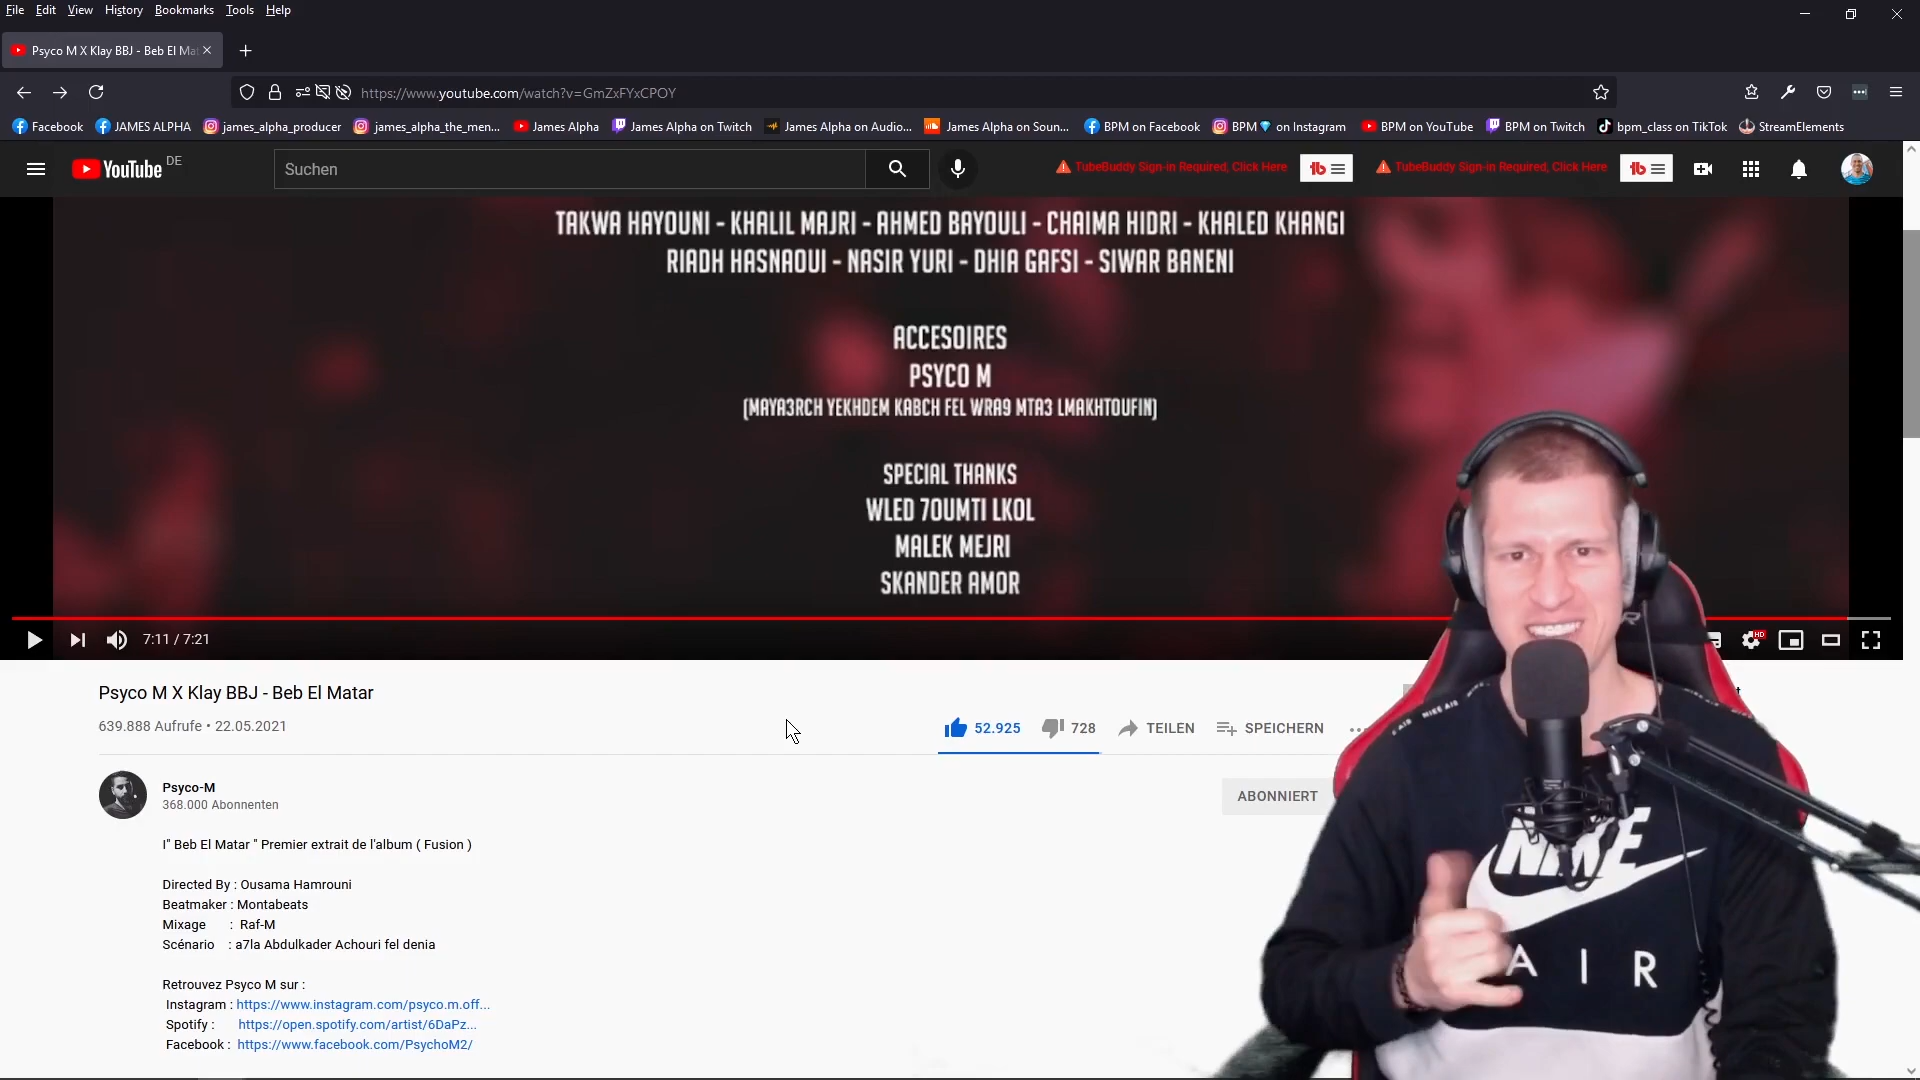 File Edit View History Bookmarks Tools Help
Psyco M X Klay BBJ - Beb El Mat
https://www.youtube.com/watch?v=GmZxFYxCPOY
Facebook JAMES ALPHA james_alpha_producer james_alpha_the_men... James Alpha James Alpha on Twitch James Alpha on Audio... James Alpha on Soun... BPM on Facebook BPM💎 on Instagram BPM on YouTube BPM on Twitch bpm_class on TikTok StreamElements
YouTube DE Suchen TubeBuddy Sign-in Required, Click Here tb TubeBuddy Sign-in Required, Click Here tb
TAKWA HAYOUNI - KHALIL MAJRI - AHMED BAYOULI - CHAIMA HIDRI - KHALED KHANGI
RIADH HASNAOUI - NASIR YURI - DHIA GAFSI - SIWAR BANENI
ACCESOIRES
PSYCO M
(MAYA3RCH YEKHDEM KABCH FEL WRA9 MTA3 LMAKHTOUFIN)
SPECIAL THANKS
WLED 7OUMTI LKOL
MALEK MEJRI
SKANDER AMOR
7:11 / 7:21 HD
Psyco M X Klay BBJ - Beb El Matar
639.888 Aufrufe • 22.05.2021 52.925 728 TEILEN SPEICHERN ...
Psyco-M
368.000 Abonnenten
ABONNIERT
I" Beb El Matar " Premier extrait de l'album ( Fusion )
Directed By : Ousama Hamrouni
Beatmaker : Montabeats
Mixage : Raf-M
Scénario : a7la Abdulkader Achouri fel denia
Retrouvez Psyco M sur :
Instagram : https://www.instagram.com/psyco.m.off...
Spotify : https://open.spotify.com/artist/6DaPz...
Facebook : https://www.facebook.com/PsychoM2/
NIKE AIR
NIKE
AIR